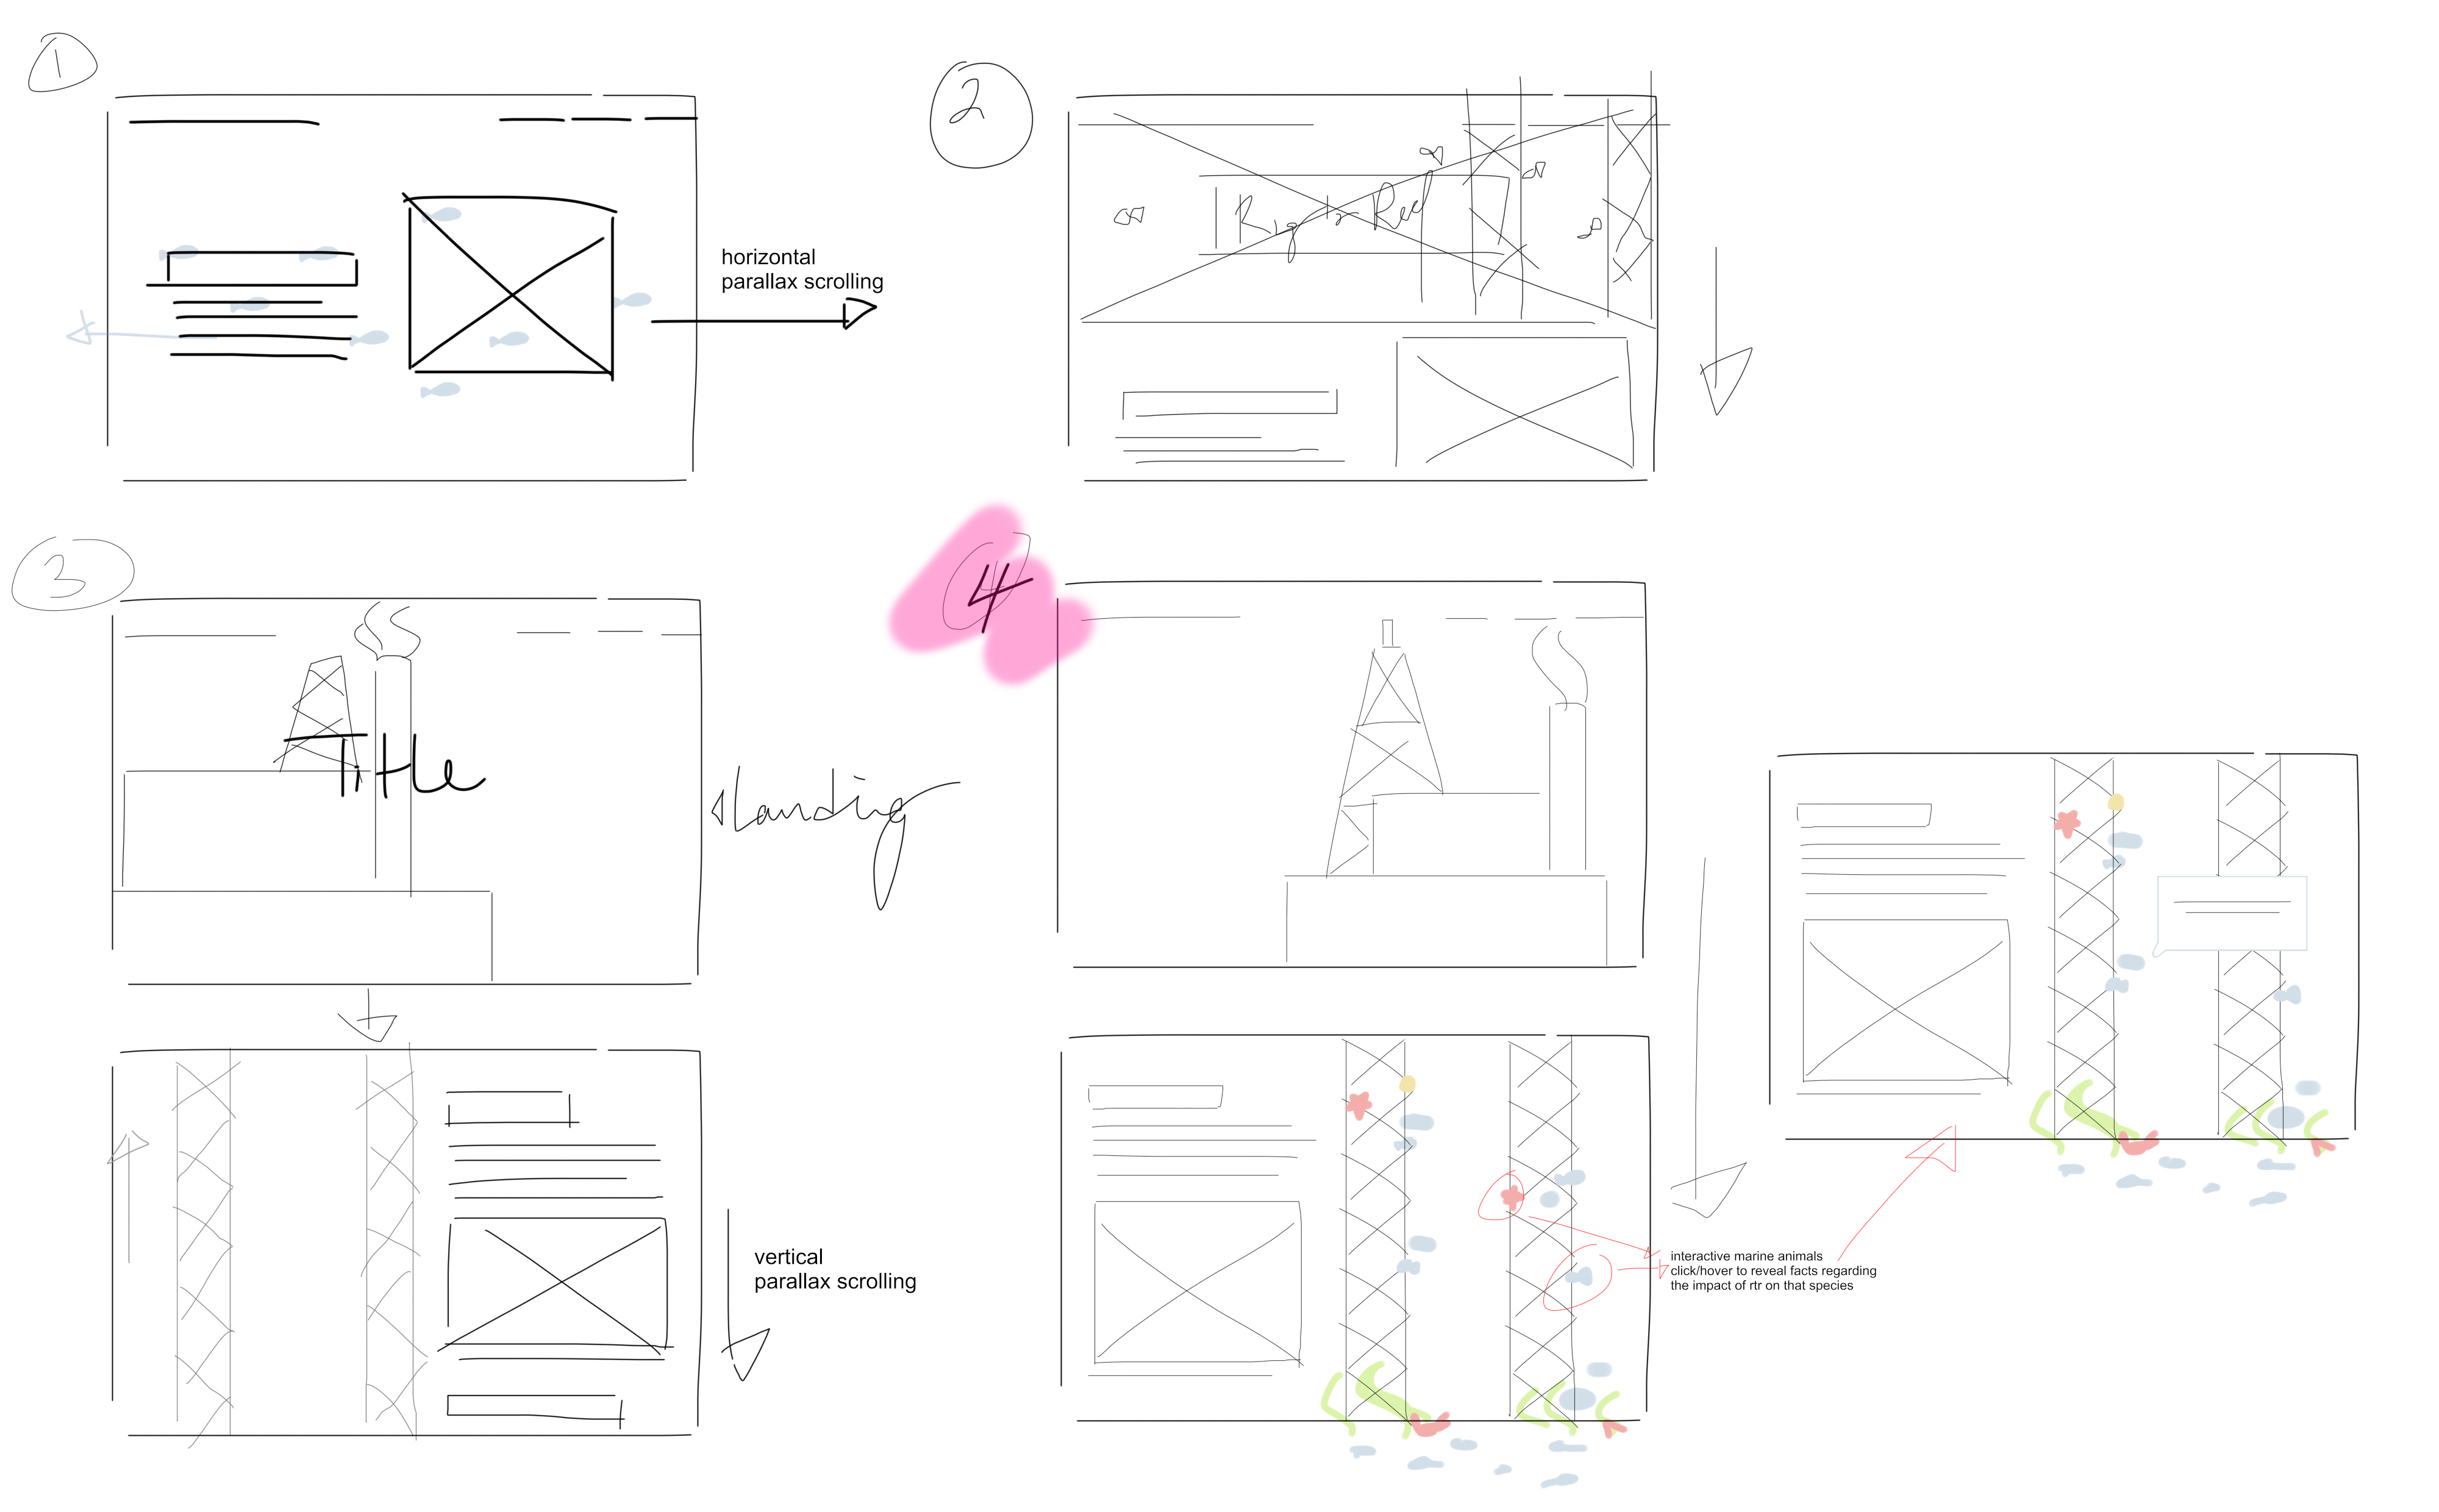 1
horizontal
parallax scrolling
2
Rigs-to-Reef
3
Title
Landing
4
vertical
parallax scrolling
interactive marine animals
click/hover to reveal facts regarding
the impact of rtr on that species